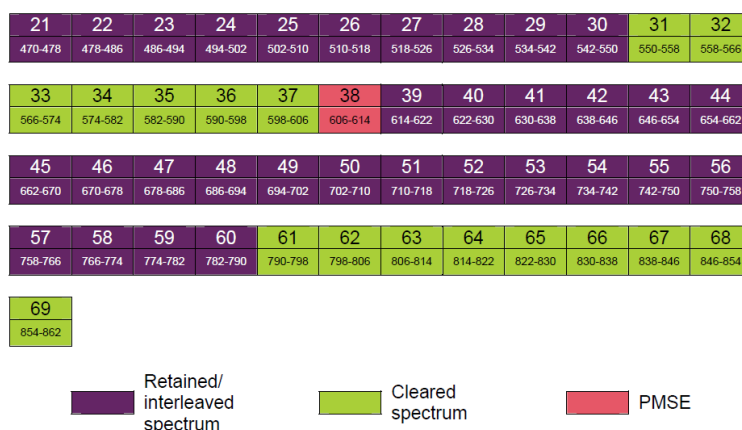 21 22 23 24 25 26 27 28 29 30 31 32
470-478 478-486 486-494 494-502 502-510 510-518 518-526 526-534 534-542 542-550 550-558 558-566
33 34 35 36 37 38 39 40 41 42 43 44
566-574 574-582 582-590 590-598 598-606 606-614 614-622 622-630 630-638 638-646 646-654 654-662
45 46 47 48 49 50 51 52 53 54 55 56
662-670 670-678 678-686 686-694 694-702 702-710 710-718 718-726 726-734 734-742 742-750 750-758
57 58 59 60 61 62 63 64 65 66 67 68
758-766 766-774 774-782 782-790 790-798 798-806 806-814 814-822 822-830 830-838 838-846 846-854
69
854-862
Retained/
interleaved
spectrum
Cleared
spectrum
PMSE